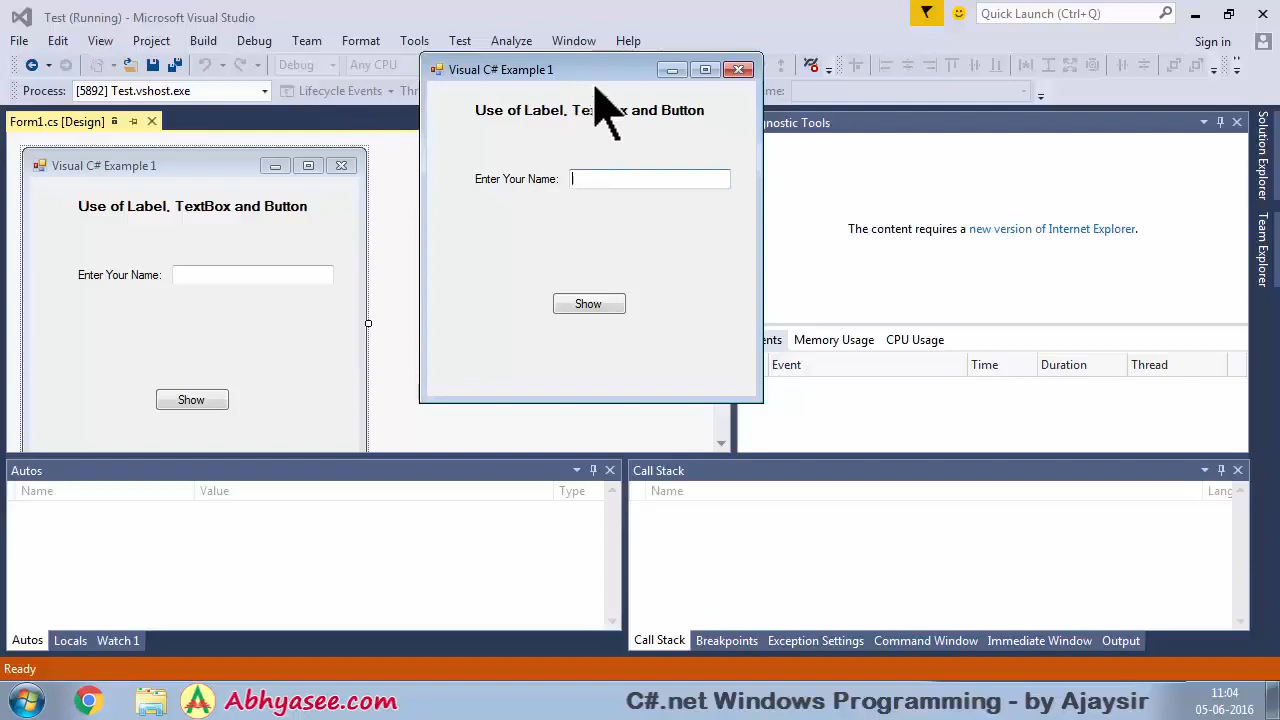 Test (Running) - Microsoft Visual Studio
Quick Launch (Ctrl+Q)
File Edit View Project Build Debug Team Format Tools Test Analyze Window Help
Sign in
Debug Any CPU
Process: [5892] Test.vshost.exe Lifecycle Events
Form1.cs [Design]
Visual C# Example 1
Use of Label, TextBox and Button
Enter Your Name:
Show
Visual C# Example 1
Use of Label, and Button
Enter Your Name:
Show
Tools
The content requires a new version of Internet Explorer.
Memory Usage CPU Usage
Event Time Duration Thread
Solution Explorer
Team Explorer
Autos
Name Value Type
Autos Locals Watch 1
Call Stack
Name Lang
Call Stack Breakpoints Exception Settings Command Window Immediate Window Output
Ready
Abhyasee.com
C#.net Windows Programming - by Ajaysir
11:04
05-06-2016